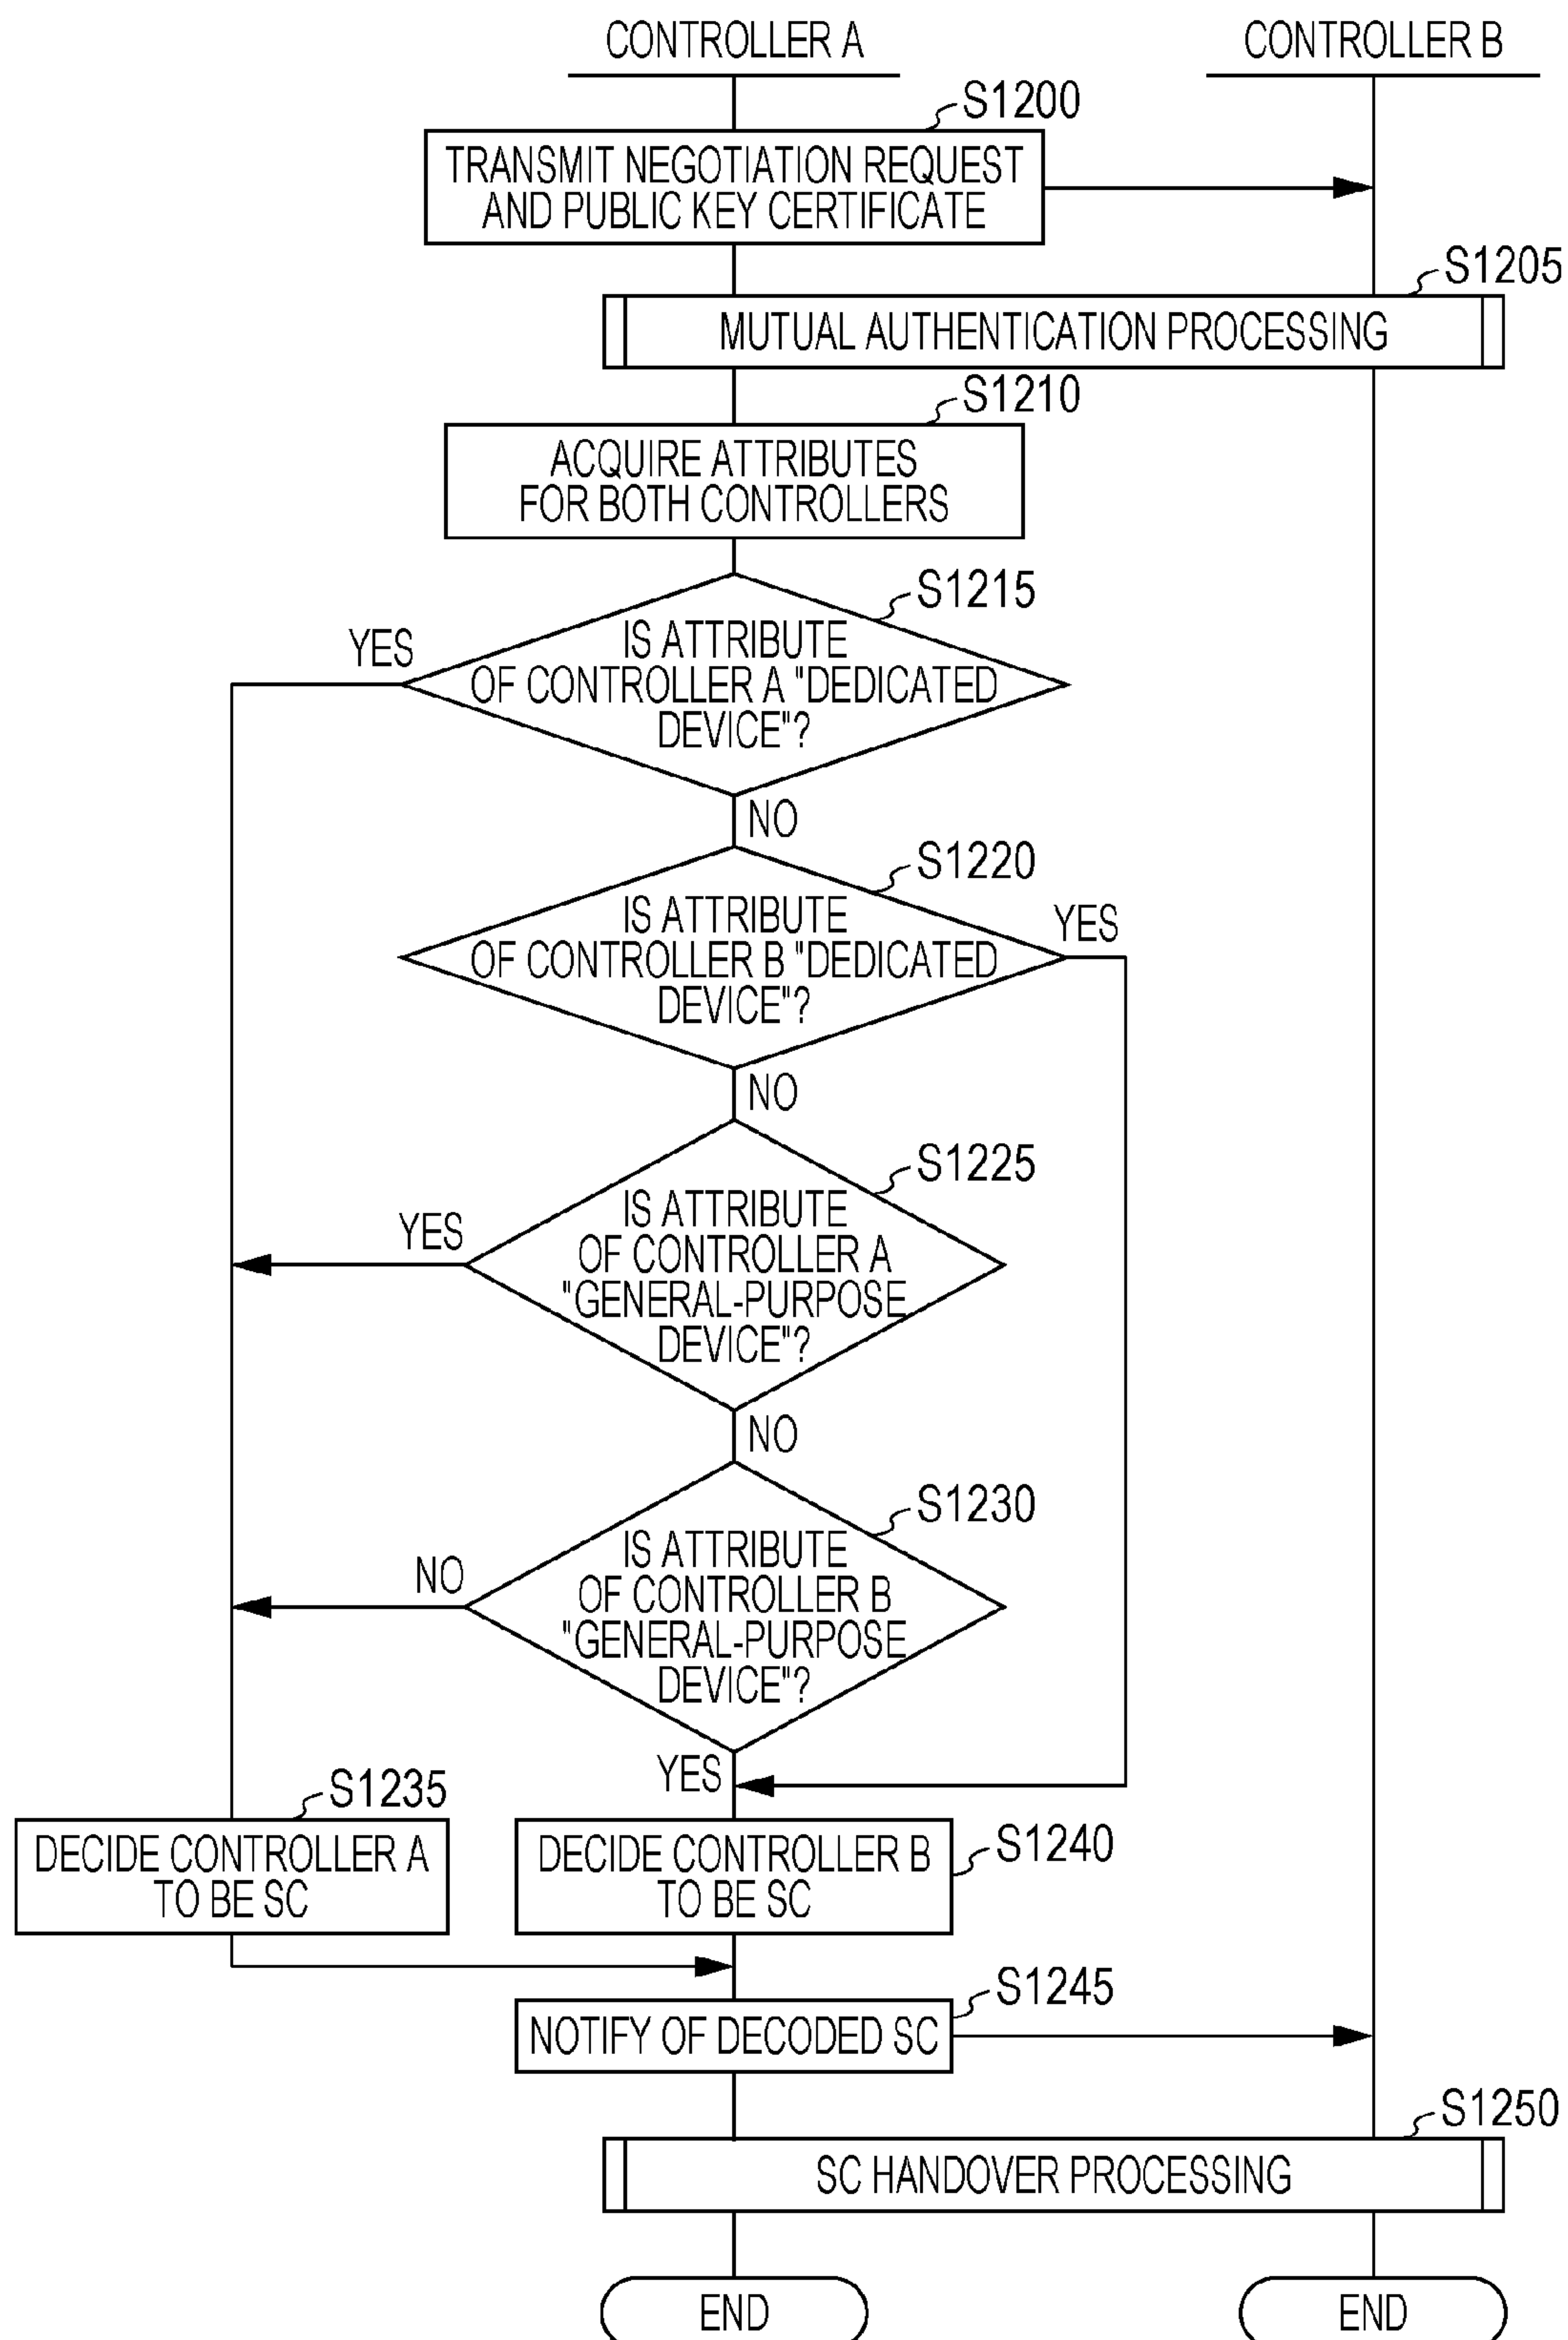 CONTROLLER A
CONTROLLER B
S1200
TRANSMIT NEGOTIATION REQUEST
AND PUBLIC KEY CERTIFICATE
S1205
MUTUAL AUTHENTICATION PROCESSING
S1210
ACQUIRE ATTRIBUTES
FOR BOTH CONTROLLERS
S1215
YES
IS ATTRIBUTE
OF CONTROLLER A "DEDICATED
DEVICE"?
NO
S1220
YES
IS ATTRIBUTE
OF CONTROLLER B "DEDICATED
DEVICE"?
NO
S1225
YES
IS ATTRIBUTE
OF CONTROLLER A
"GENERAL-PURPOSE
DEVICE"?
NO
S1230
NO
IS ATTRIBUTE
OF CONTROLLER B
"GENERAL-PURPOSE
DEVICE"?
YES
S1235
DECIDE CONTROLLER A
TO BE SC
S1240
DECIDE CONTROLLER B
TO BE SC
S1245
NOTIFY OF DECODED SC
S1250
SC HANDOVER PROCESSING
END
END